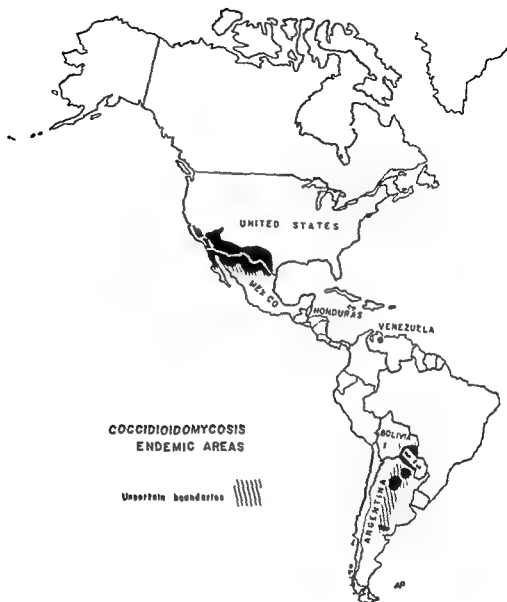 UNITED STATES
MEXICO
HONDURAS
VENEZUELA
COCCIDIOIDOMYCOSIS
ENDEMIC AREAS
BOLIVIA
Uncertain boundaries
ARGENTINA